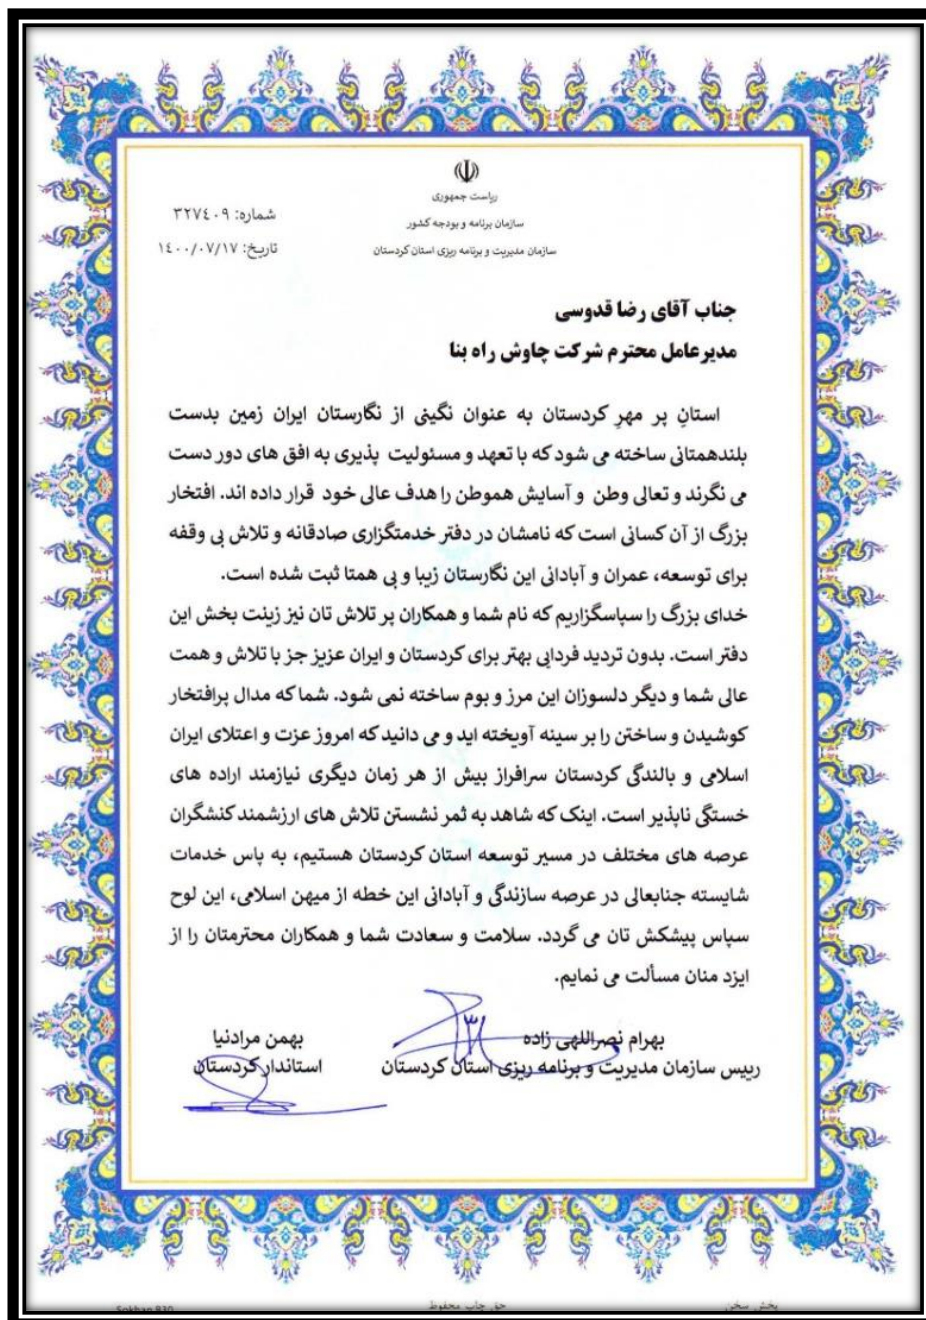 ریاست جمهوری
سازمان برنامه و بودجه کشور
سازمان مدیریت و برنامه ریزی استان کردستان
شماره: ۳۲۷٤۰۹
تاریخ: ۱٤۰۰/۰۷/۱۷
جناب آقای رضا قدوسی
مدیرعامل محترم شرکت چاوش راه بنا
استانِ پر مهرِ کردستان به عنوان نگینی از نگارستان ایران زمین بدست
بلندهمتانی ساخته می شود که با تعهد و مسئولیت پذیری به افق های دور دست
می نگرند و تعالی وطن و آسایش هموطن را هدف عالی خود قرار داده اند. افتخار
بزرگ از آن کسانی است که نامشان در دفتر خدمتگزاری صادقانه و تلاش بی وقفه
برای توسعه، عمران و آبادانی این نگارستان زیبا و بی همتا ثبت شده است.
خدای بزرگ را سپاسگزاریم که نام شما و همکاران پر تلاش تان نیز زینت بخش این
دفتر است. بدون تردید فردایی بهتر برای کردستان و ایران عزیز جز با تلاش و همت
عالی شما و دیگر دلسوزان این مرز و بوم ساخته نمی شود. شما که مدال پرافتخار
کوشیدن و ساختن را بر سینه آویخته اید و می دانید که امروز عزت و اعتلای ایران
اسلامی و بالندگی کردستان سرافراز بیش از هر زمان دیگری نیازمند اراده های
خستگی ناپذیر است. اینک که شاهد به ثمر نشستن تلاش های ارزشمند کنشگران
عرصه های مختلف در مسیر توسعه استان کردستان هستیم، به پاس خدمات
شایسته جنابعالی در عرصه سازندگی و آبادانی این خطه از میهن اسلامی، این لوح
سپاس پیشکش تان می گردد. سلامت و سعادت شما و همکاران محترمتان را از
ایزد منان مسألت می نمایم.
بهرام نصراللهی زاده
رییس سازمان مدیریت و برنامه ریزی استان کردستان
بهمن مرادنیا
استاندار کردستان
پخش سخن
حق چاپ محفوظ
Sokhan 830